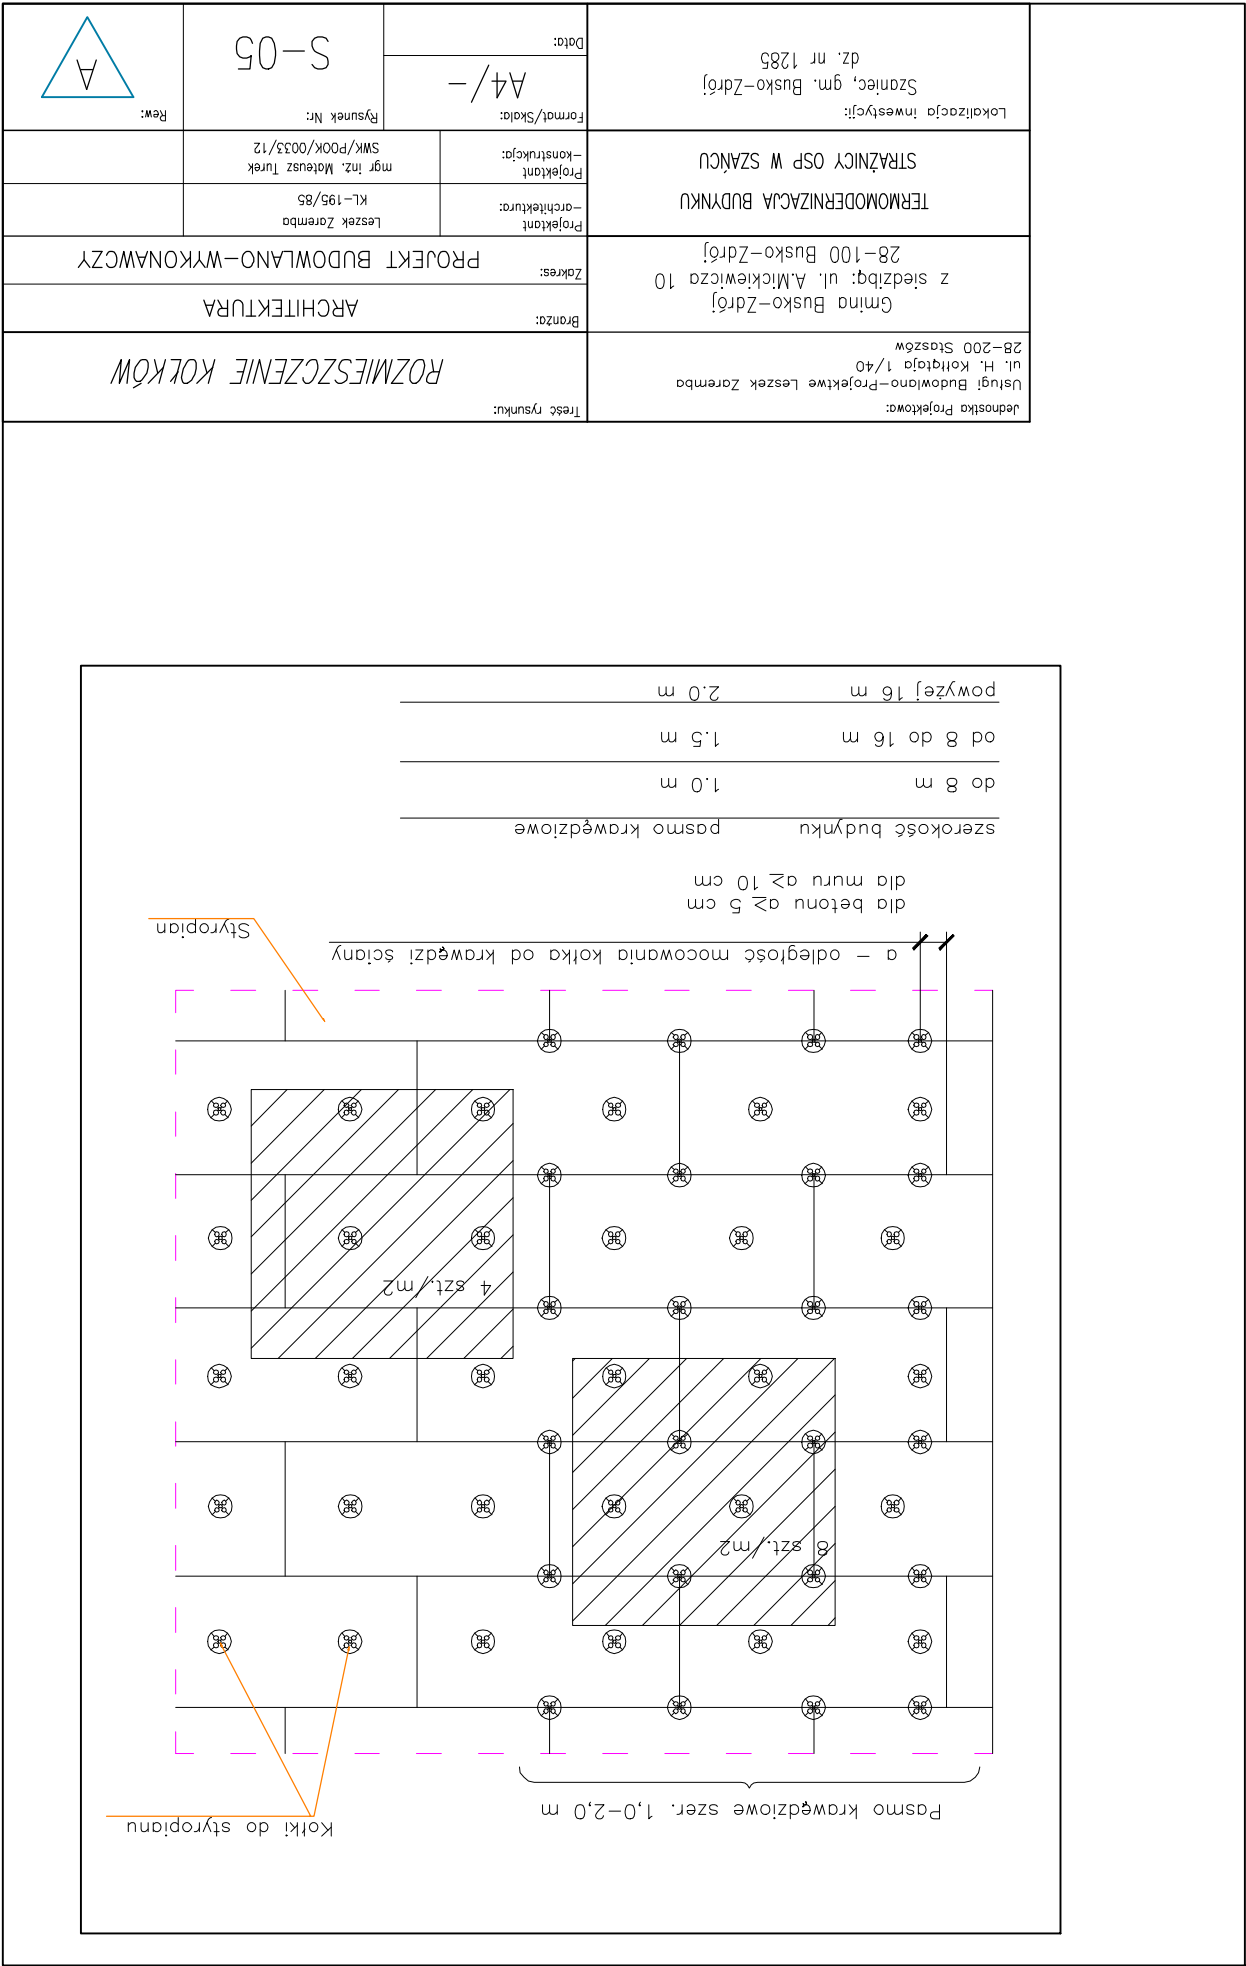 Pasmo krawędziowe szer. 1,0-2,0 m
Kołki do styropianu
8 szt./m2
4 szt./m2
a - odległość mocowania kołka od krawędzi ściany
Styropian
dla betonu a≥ 5 cm
dla muru a≥ 10 cm
szerokość budynku pasmo krawędziowe
do 8 m 1.0 m
od 8 do 16 m 1.5 m
powyżej 16 m 2.0 m
Jednostka Projektowa:
Usługi Budowlano-Projektwe Leszek Zaremba
ul. H. Kołłątaja 1/40
28-200 Staszów
Treść rysunku:
ROZMIESZCZENIE KOŁKÓW
Gmina Busko-Zdrój
z siedzibą: ul. A.Mickiewicza 10
28-100 Busko-Zdrój
Branża:
ARCHITEKTURA
Zakres:
PROJEKT BUDOWLANO-WYKONAWCZY
TERMOMODERNIZACJA BUDYNKU
STRAŻNICY OSP W SZAŃCU
Projektant
-architektura:
Leszek Zaremba
KL-195/85
Projektant
-konstrukcja:
mgr inż. Mateusz Turek
SWK/POOK/0033/12
Lokalizacja inwestycji:
Szaniec, gm. Busko-Zdrój
dz. nr 1285
Format/Skala:
A4/-
Data:
Rysunek Nr:
S-05
Rew:
A